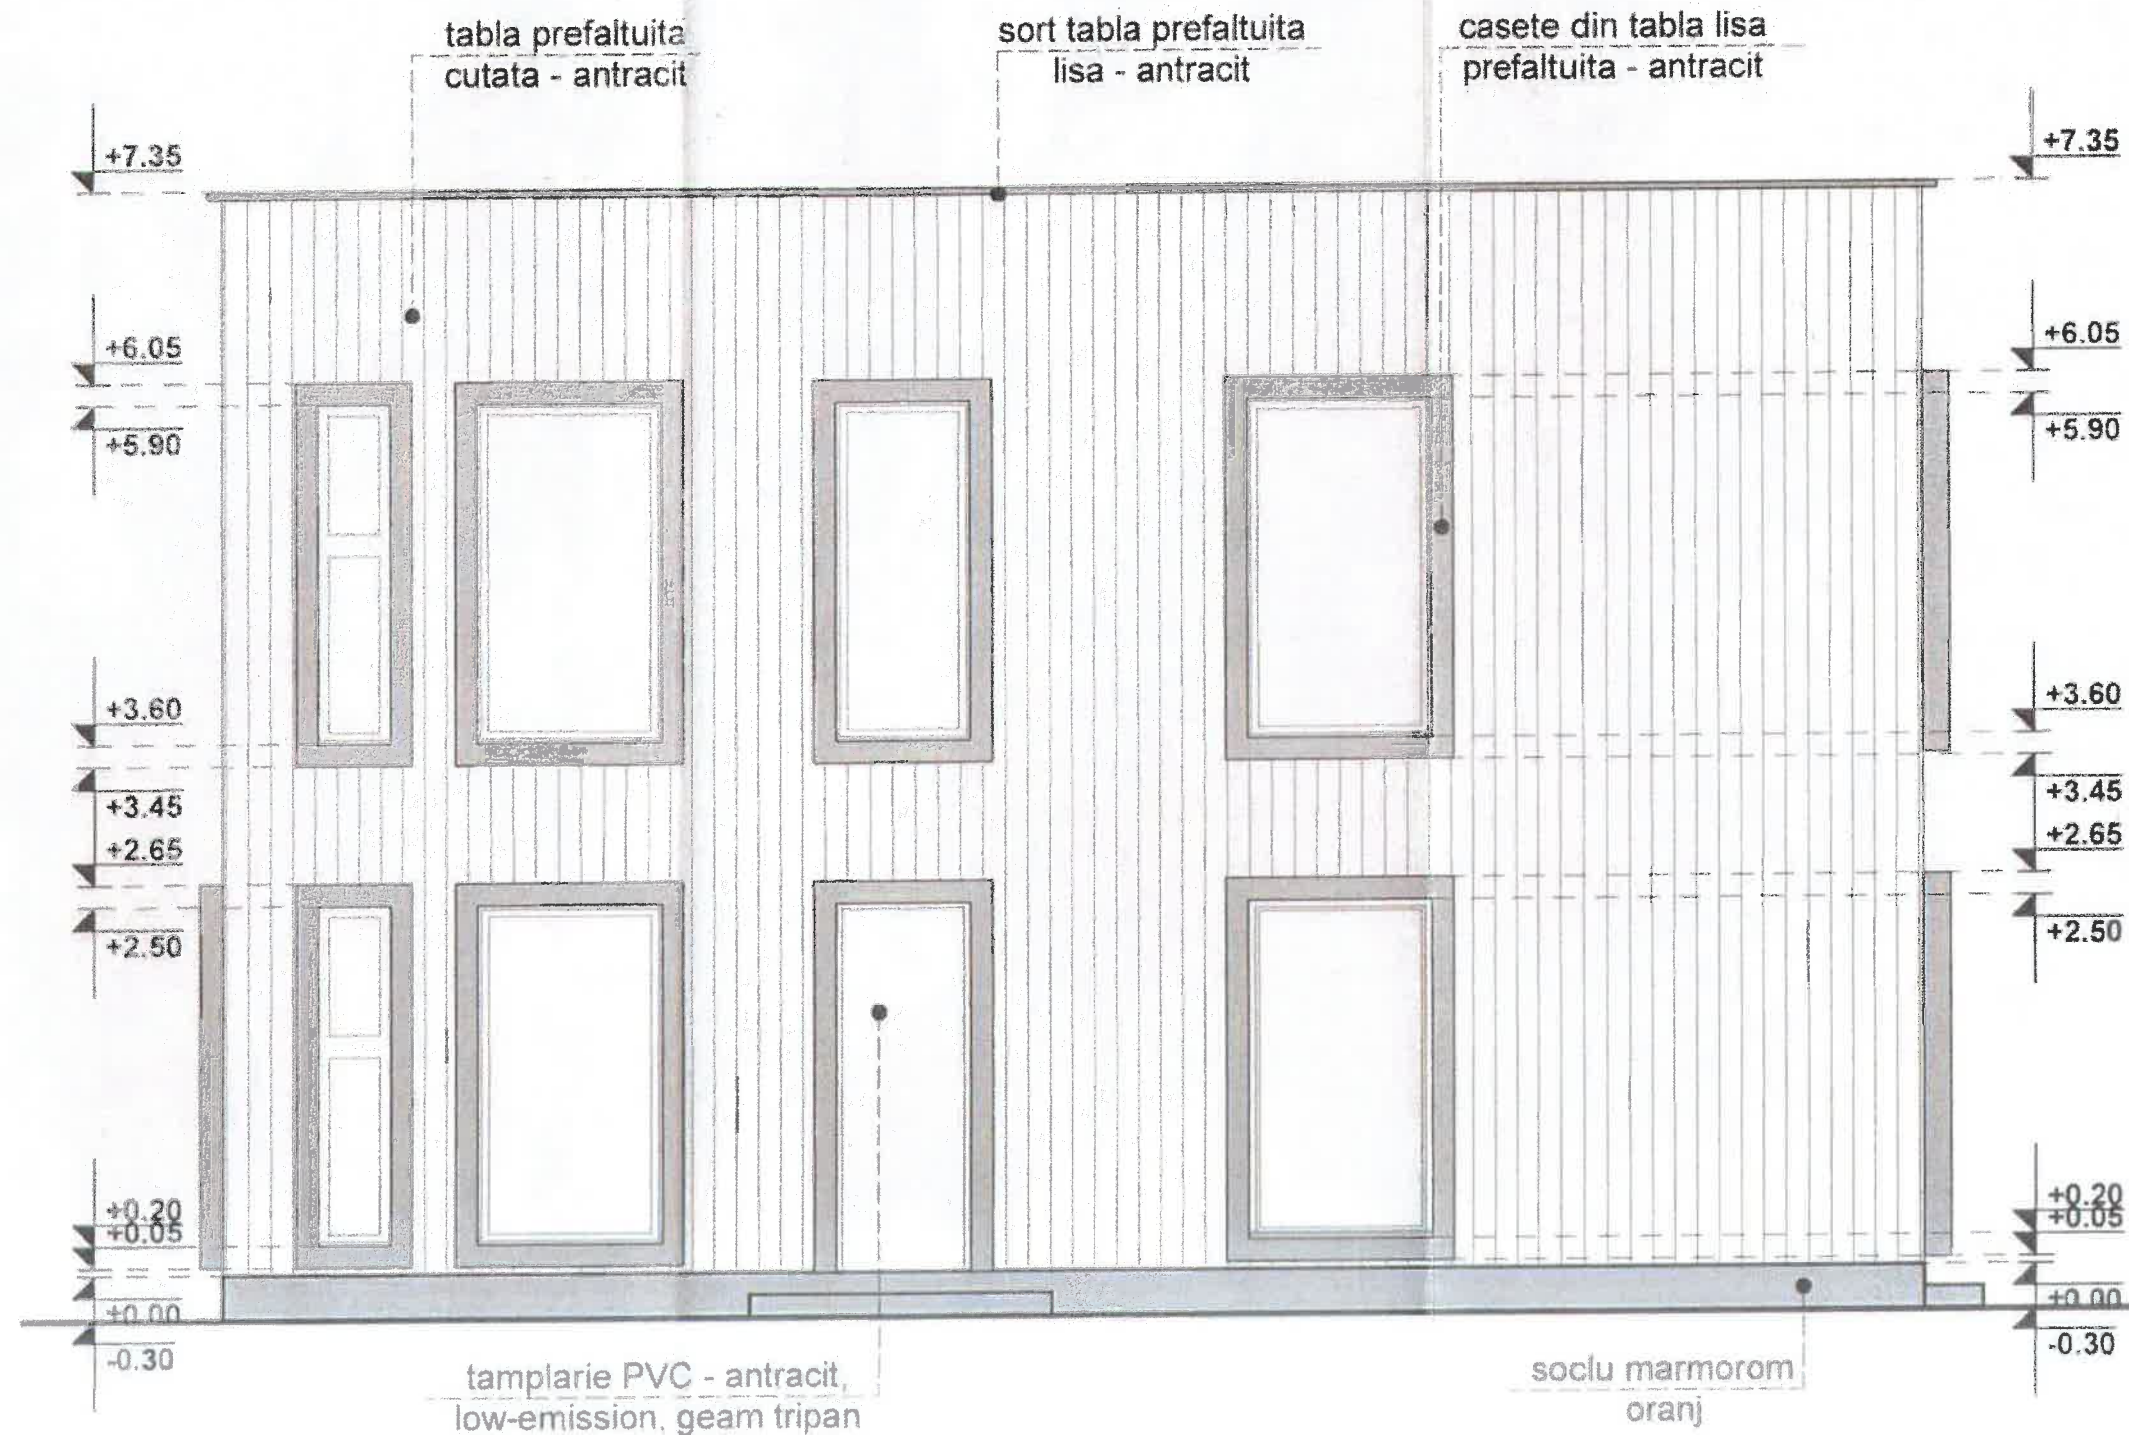 tabla prefaltuita
cutata - antracit
sort tabla prefaltuita
lisa - antracit
casete din tabla lisa
prefaltuita - antracit
+7.35
+7.35
+6.05
+6.05
+5.90
+5.90
+3.60
+3.60
+3.45
+3.45
+2.65
+2.65
+2.50
+2.50
+0.20
+0.20
+0.05
+0.05
+0.00
+0.00
-0.30
-0.30
tamplarie PVC - antracit,
low-emission, geam tripan
soclu marmorom
oranj